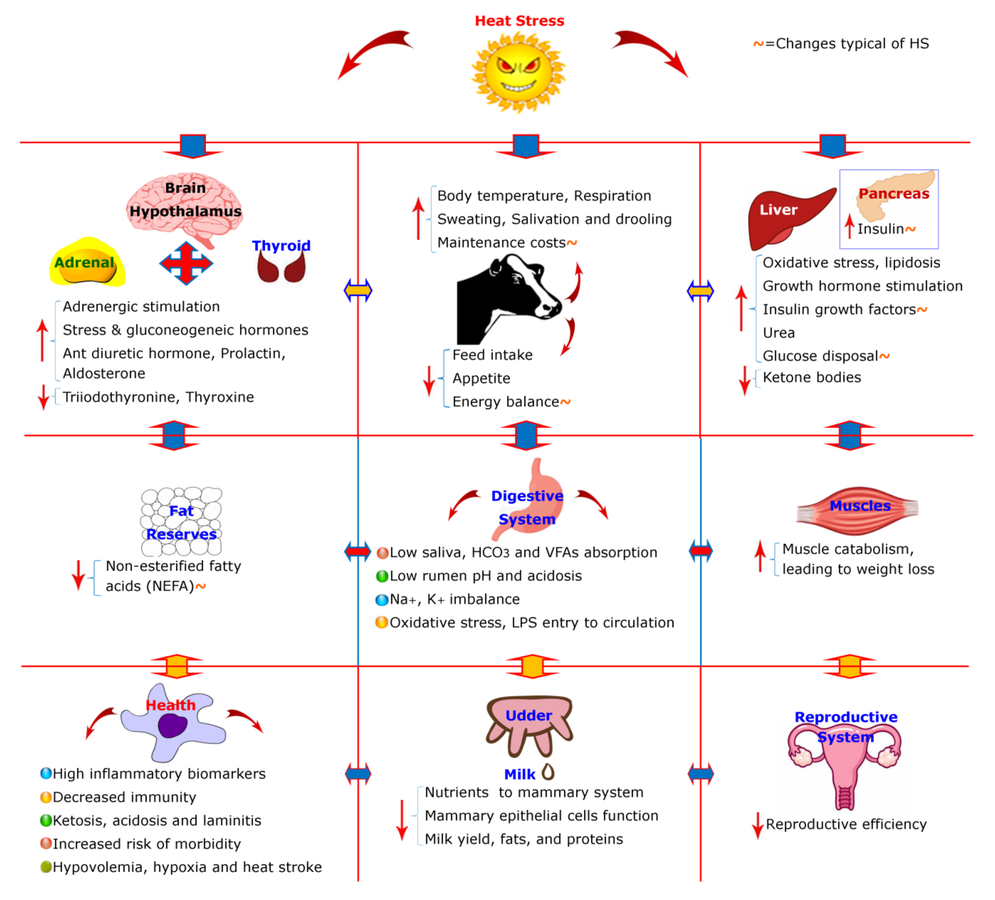 Heat Stress
~=Changes typical of HS
Brain
Hypothalamus
Adrenal
Thyroid
Adrenergic stimulation
Stress & gluconeogeneic hormones
Ant diuretic hormone, Prolactin,
Aldosterone
Triiodothyronine, Thyroxine
Body temperature, Respiration
Sweating, Salivation and drooling
Maintenance costs~
Feed intake
Appetite
Energy balance~
Liver
Pancreas
Insulin~
Oxidative stress, lipidosis
Growth hormone stimulation
Insulin growth factors~
Urea
Glucose disposal~
Ketone bodies
Fat
Reserves
Non-esterified fatty
acids (NEFA)~
Digestive
System
Low saliva, HCO3 and VFAs absorption
Low rumen pH and acidosis
Na+, K+ imbalance
Oxidative stress, LPS entry to circulation
Muscles
Muscle catabolism,
leading to weight loss
Health
High inflammatory biomarkers
Decreased immunity
Ketosis, acidosis and laminitis
Increased risk of morbidity
Hypovolemia, hypoxia and heat stroke
Udder
Milk
Nutrients to mammary system
Mammary epithelial cells function
Milk yield, fats, and proteins
Reproductive
System
Reproductive efficiency